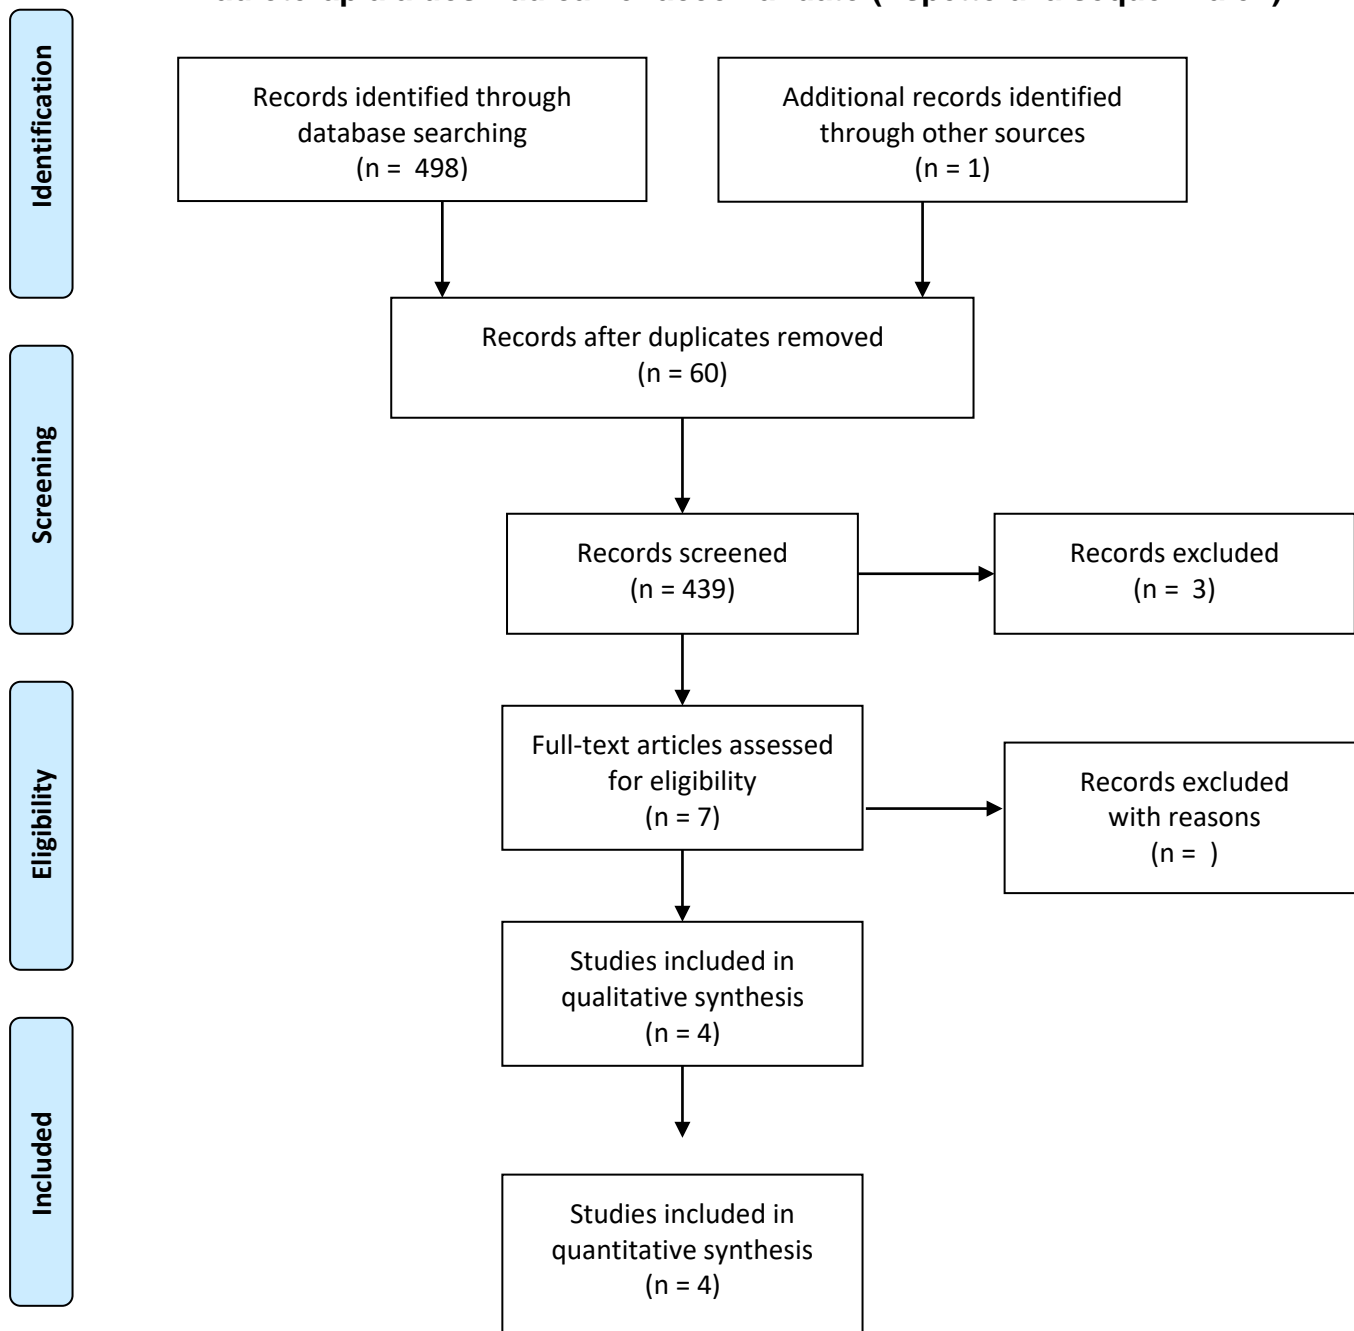 Identification
Records identified through
database searching
(n =  498)
Additional records identified
through other sources
(n = 1)
Records after duplicates removed
(n = 60)
Screening
Records screened
(n = 439)
Records excluded
(n =  3)
Eligibility
Full-text articles assessed
for eligibility
(n = 7)
Records excluded
with reasons
(n =  )
Studies included in
qualitative synthesis
(n = 4)
Included
Studies included in
quantitative synthesis
(n = 4)